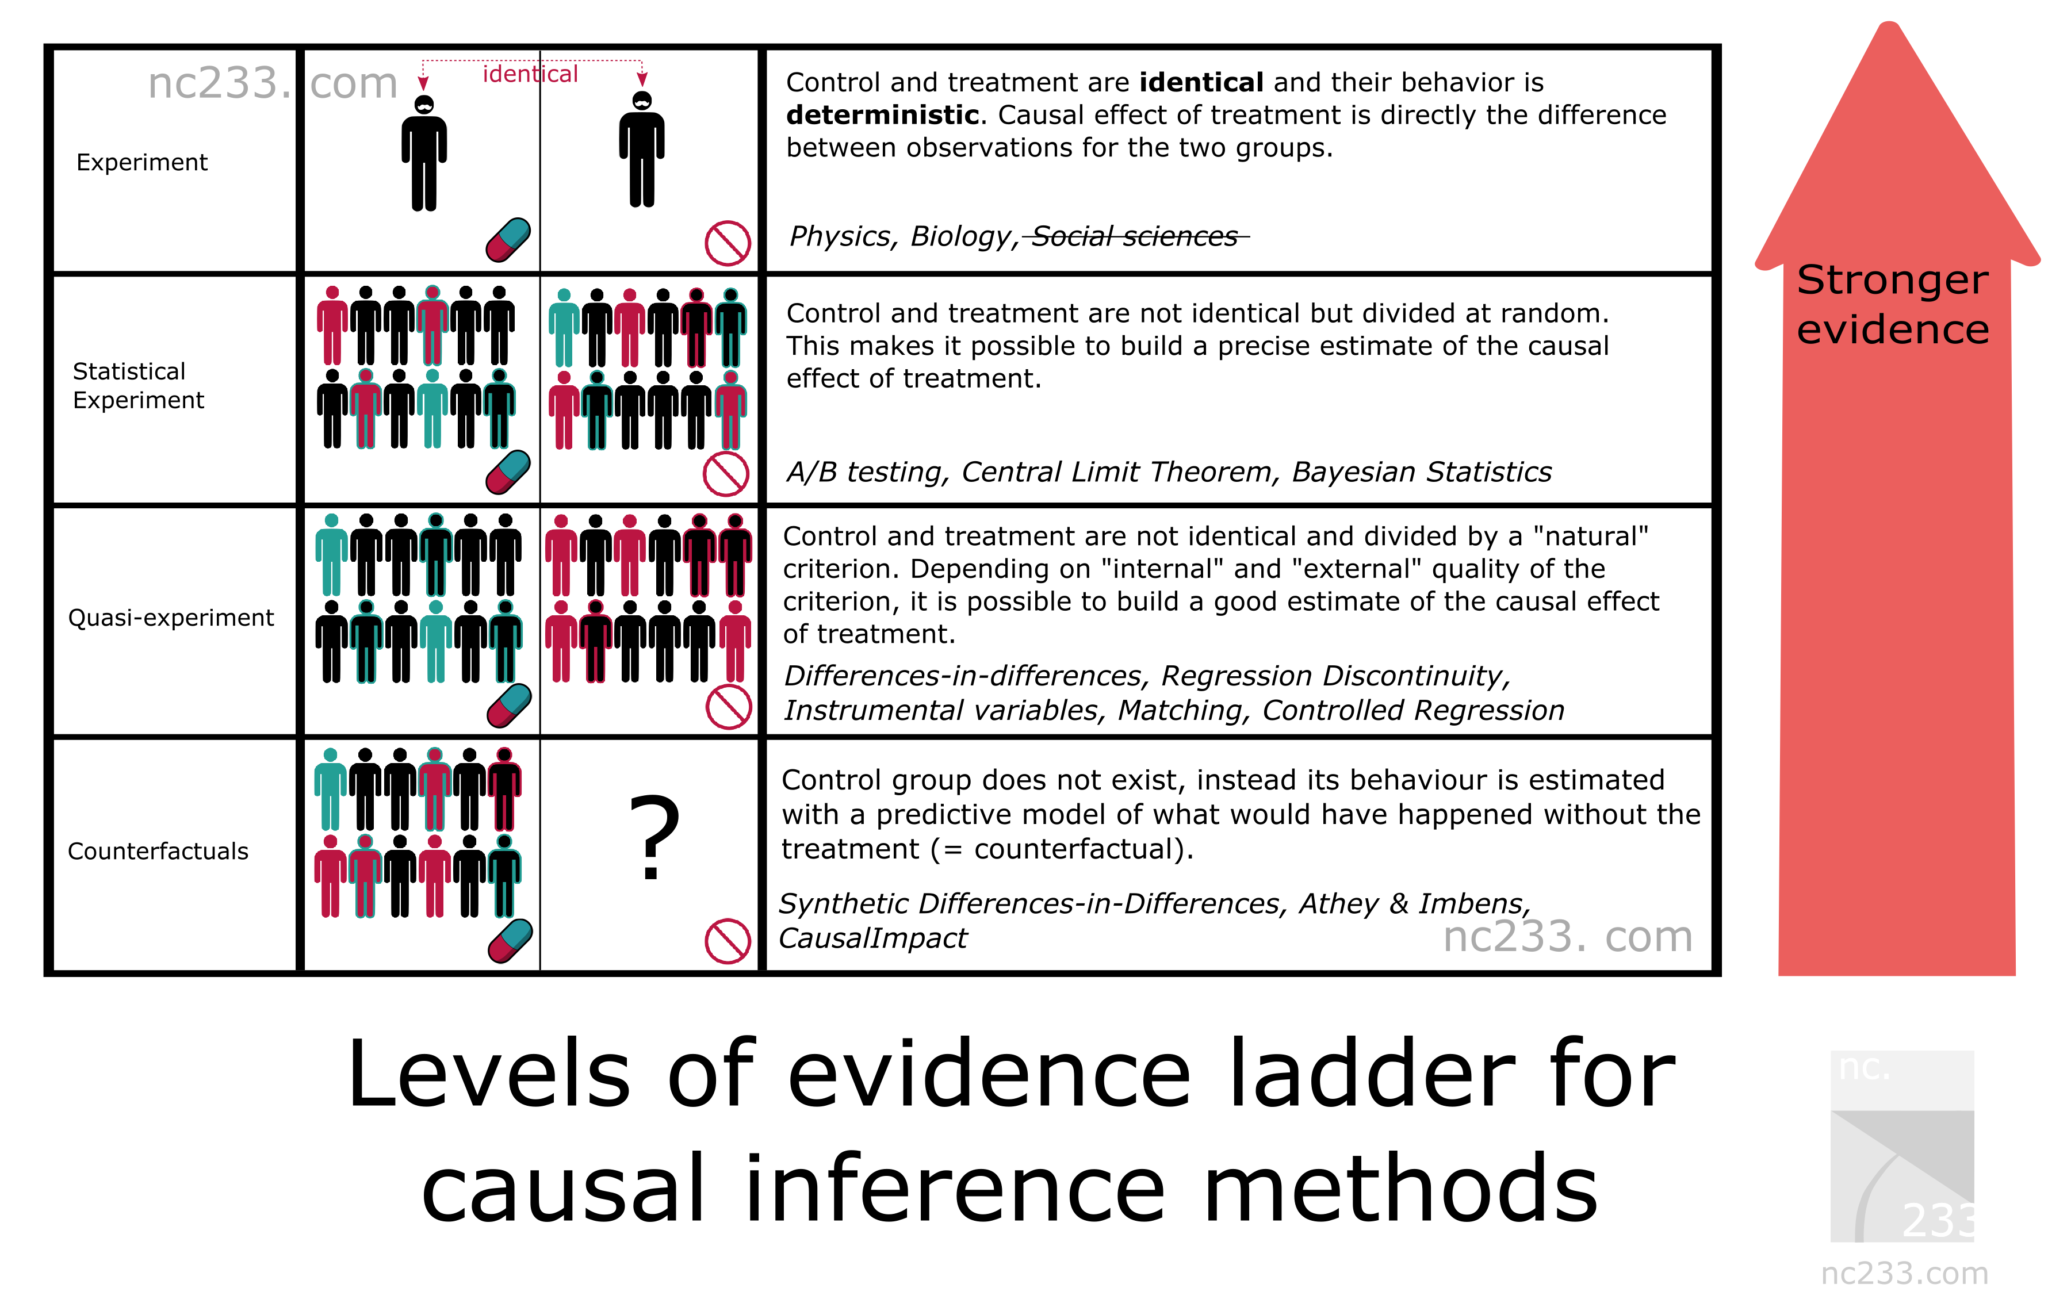 nc233. com
identical
Experiment
Control and treatment are identical and their behavior is
deterministic. Causal effect of treatment is directly the difference
between observations for the two groups.
Physics, Biology, Social sciences
Statistical
Experiment
Control and treatment are not identical but divided at random.
This makes it possible to build a precise estimate of the causal
effect of treatment.
A/B testing, Central Limit Theorem, Bayesian Statistics
Quasi-experiment
Control and treatment are not identical and divided by a "natural"
criterion. Depending on "internal" and "external" quality of the
criterion, it is possible to build a good estimate of the causal effect
of treatment.
Differences-in-differences, Regression Discontinuity,
Instrumental variables, Matching, Controlled Regression
Counterfactuals
?
Control group does not exist, instead its behaviour is estimated
with a predictive model of what would have happened without the
treatment (= counterfactual).
Synthetic Differences-in-Differences, Athey & Imbens,
CausalImpact
nc233. com
Stronger
evidence
Levels of evidence ladder for
causal inference methods
nc.
233
nc233.com